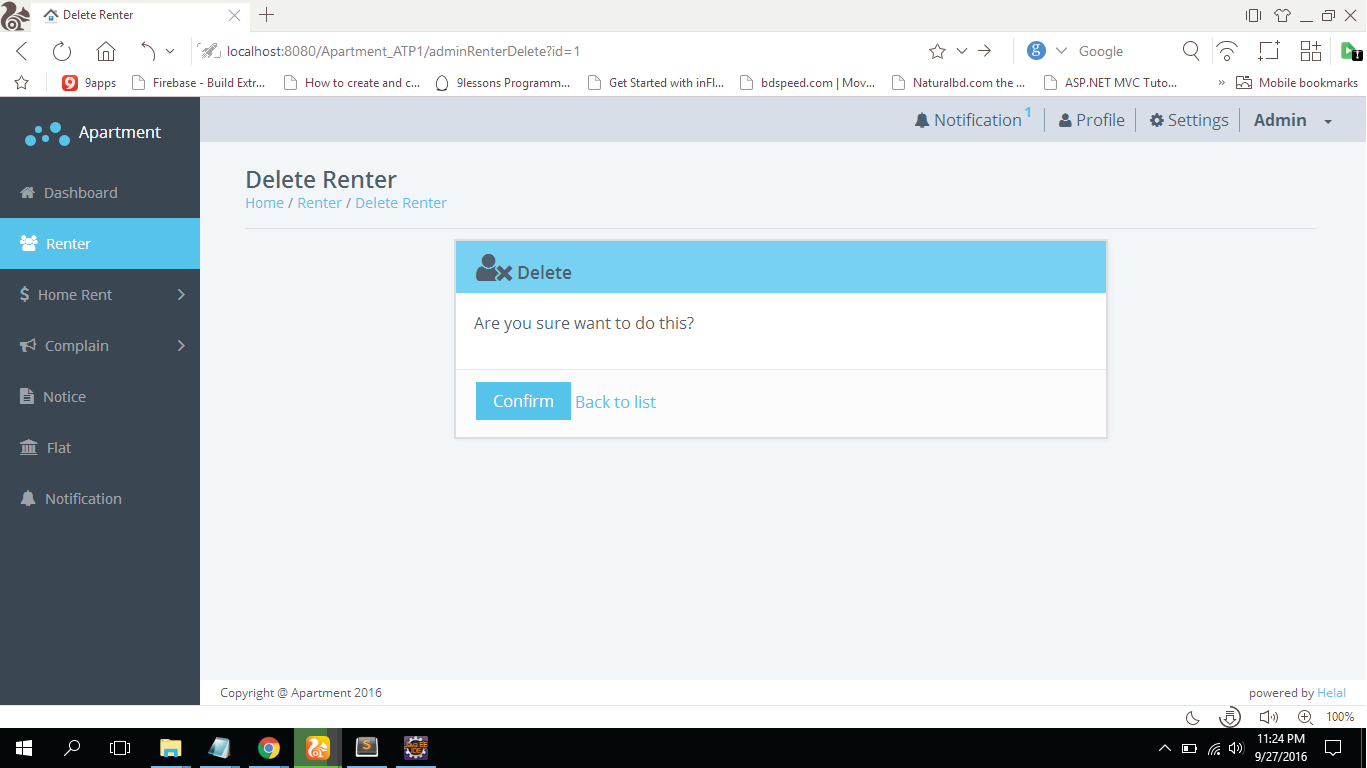 Delete Renter
localhost:8080/Apartment_ATP1/adminRenterDelete?id=1
g
Google
9apps
Firebase - Build Extr...
How to create and c...
9lessons Programm...
Get Started with inFl...
bdspeed.com | Mov...
Naturalbd.com the ...
ASP.NET MVC Tuto...
»
Mobile bookmarks
Apartment
Notification 1
Profile
Settings
Admin
Dashboard
Renter
$ Home Rent
Complain
Notice
Flat
Notification
Delete Renter
Home / Renter / Delete Renter
Delete
Are you sure want to do this?
Confirm Back to list
Copyright @ Apartment 2016
powered by Helal
100%
Java EE
IDE
11:24 PM
9/27/2016